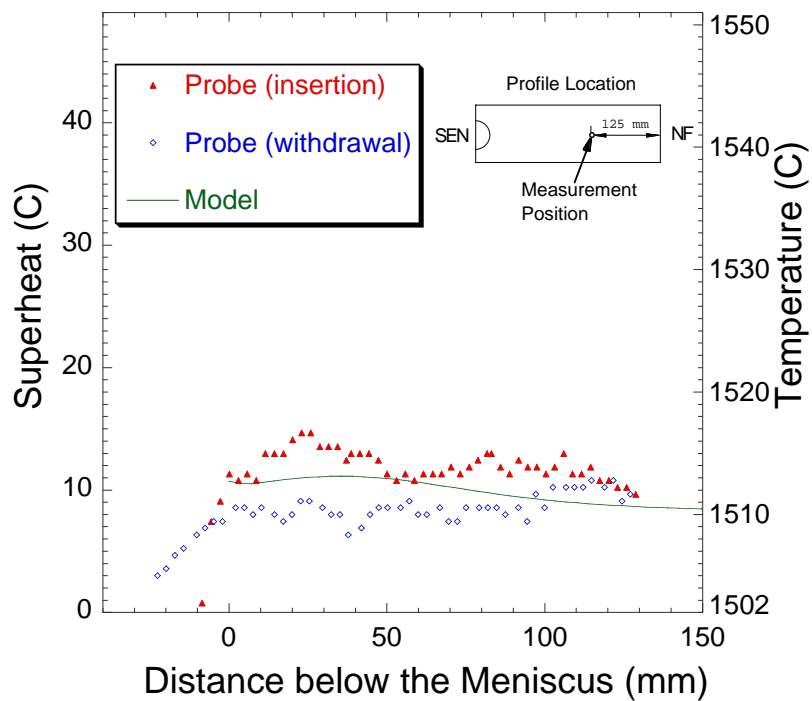 Probe (insertion)
Probe (withdrawal)
Model
Profile Location
SEN
125 mm
NF
Measurement
Position
Superheat (C)
40
30
20
10
0
Temperature (C)
1550
1540
1530
1520
1510
1502
0
50
100
150
Distance below the Meniscus (mm)